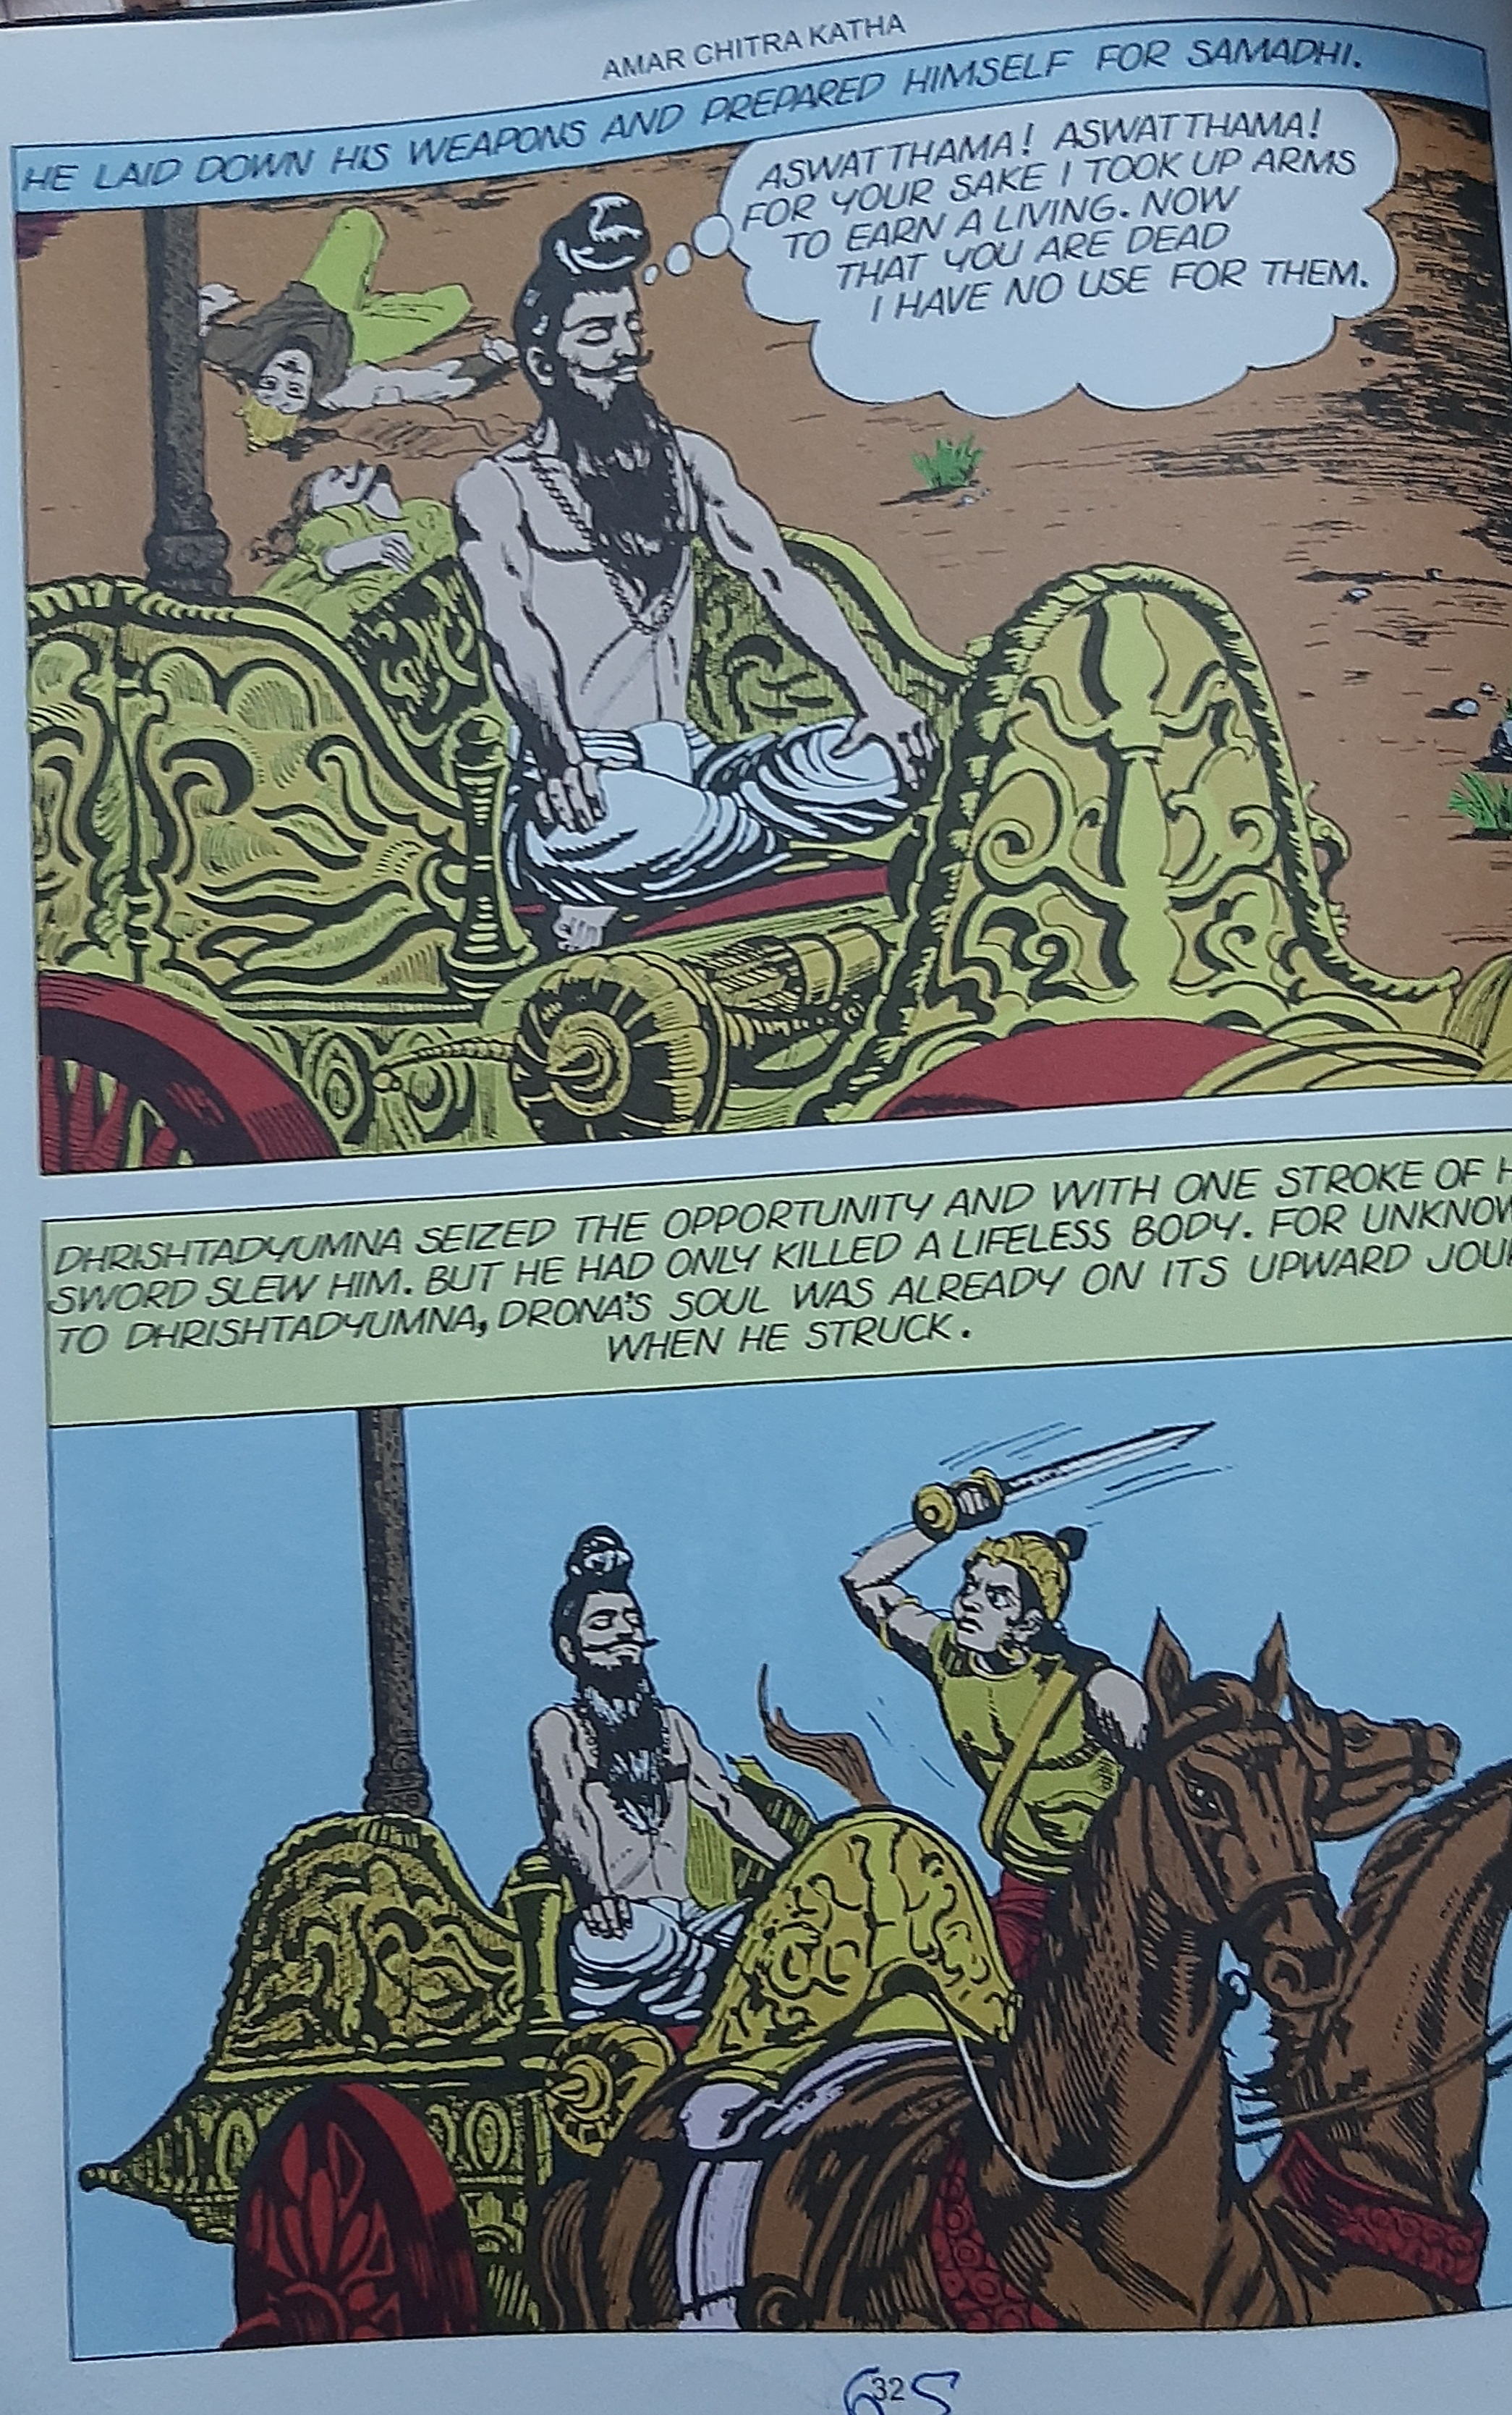 AMAR CHITRA KATHA
HE LAID DOWN HIS WEAPONS AND PREPARED HIMSELF FOR SAMADHI.
ASWATTHAMA! ASWATTHAMA!
FOR YOUR SAKE I TOOK UP ARMS
TO EARN A LIVING. NOW
THAT YOU ARE DEAD
I HAVE NO USE FOR THEM.
DHRISHTADYUMNA SEIZED THE OPPORTUNITY AND WITH ONE STROKE OF
SWORD SLEW HIM. BUT HE HAD ONLY KILLED A LIFELESS BODY. FOR
TO DHRISHTADYUMNA, DRONA'S SOUL WAS ALREADY ON ITS UPWARD
WHEN HE STRUCK.
32